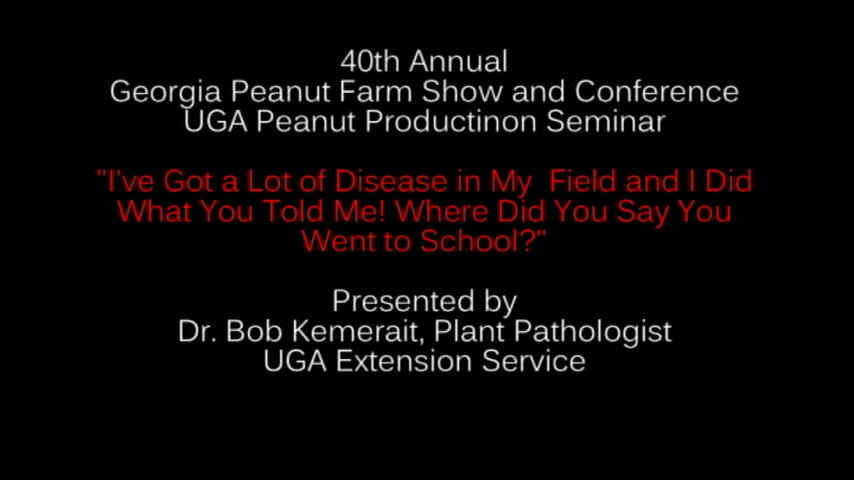 40th Annual
Georgia Peanut Farm Show and Conference
UGA Peanut Productinon Seminar
"I've Got a Lot of Disease in My  Field and I Did
What You Told Me! Where Did You Say You
Went to School?"
Presented by
Dr. Bob Kemerait, Plant Pathologist
UGA Extension Service